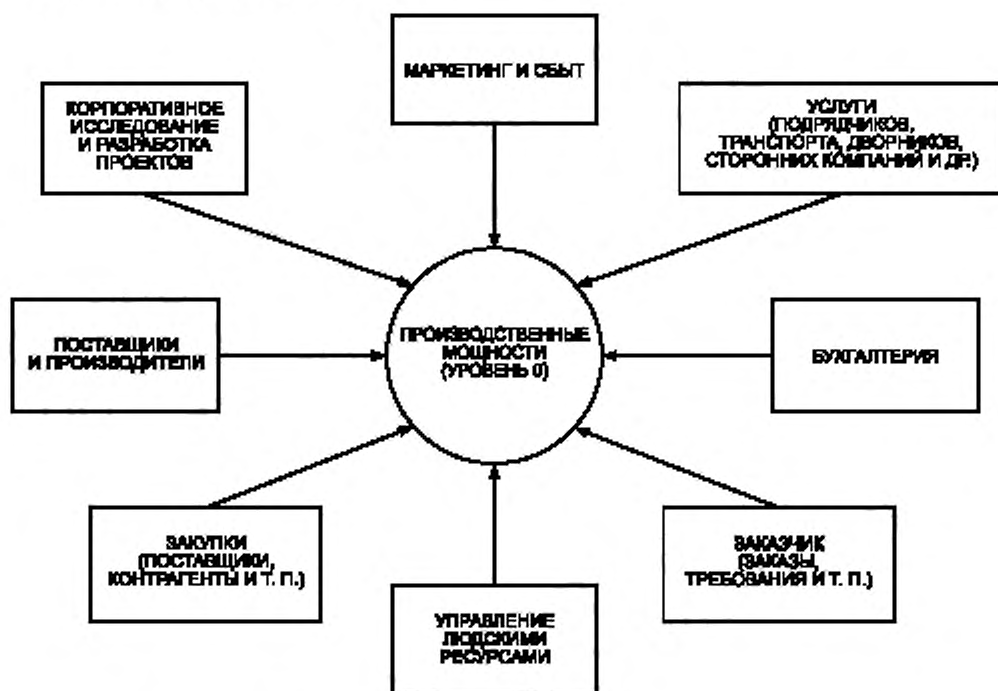 МАРКЕТИНГ И СБЫТ
КОРПОРАТИВНОЕ
ИССЛЕДОВАНИЕ
И РАЗРАБОТКА
ПРОЕКТОВ
УСЛУГИ
(ПОДРЯДЧИКОВ,
ТРАНСПОРТА, ДВОРНИКОВ,
СТОРОННИХ КОМПАНИЙ И ДР.)
ПОСТАВЩИКИ
И ПРОИЗВОДИТЕЛИ
ПРОИЗВОДСТВЕННЫЕ
МОЩНОСТИ
(УРОВЕНЬ 0)
БУХГАЛТЕРИЯ
ЗАКУПКИ
(ПОСТАВЩИКИ,
КОНТРАГЕНТЫ И Т. П.)
ЗАКАЗЧИК
(ЗАКАЗЫ,
ТРЕБОВАНИЯ И Т. П.)
УПРАВЛЕНИЕ
ЛЮДСКИМИ
РЕСУРСАМИ